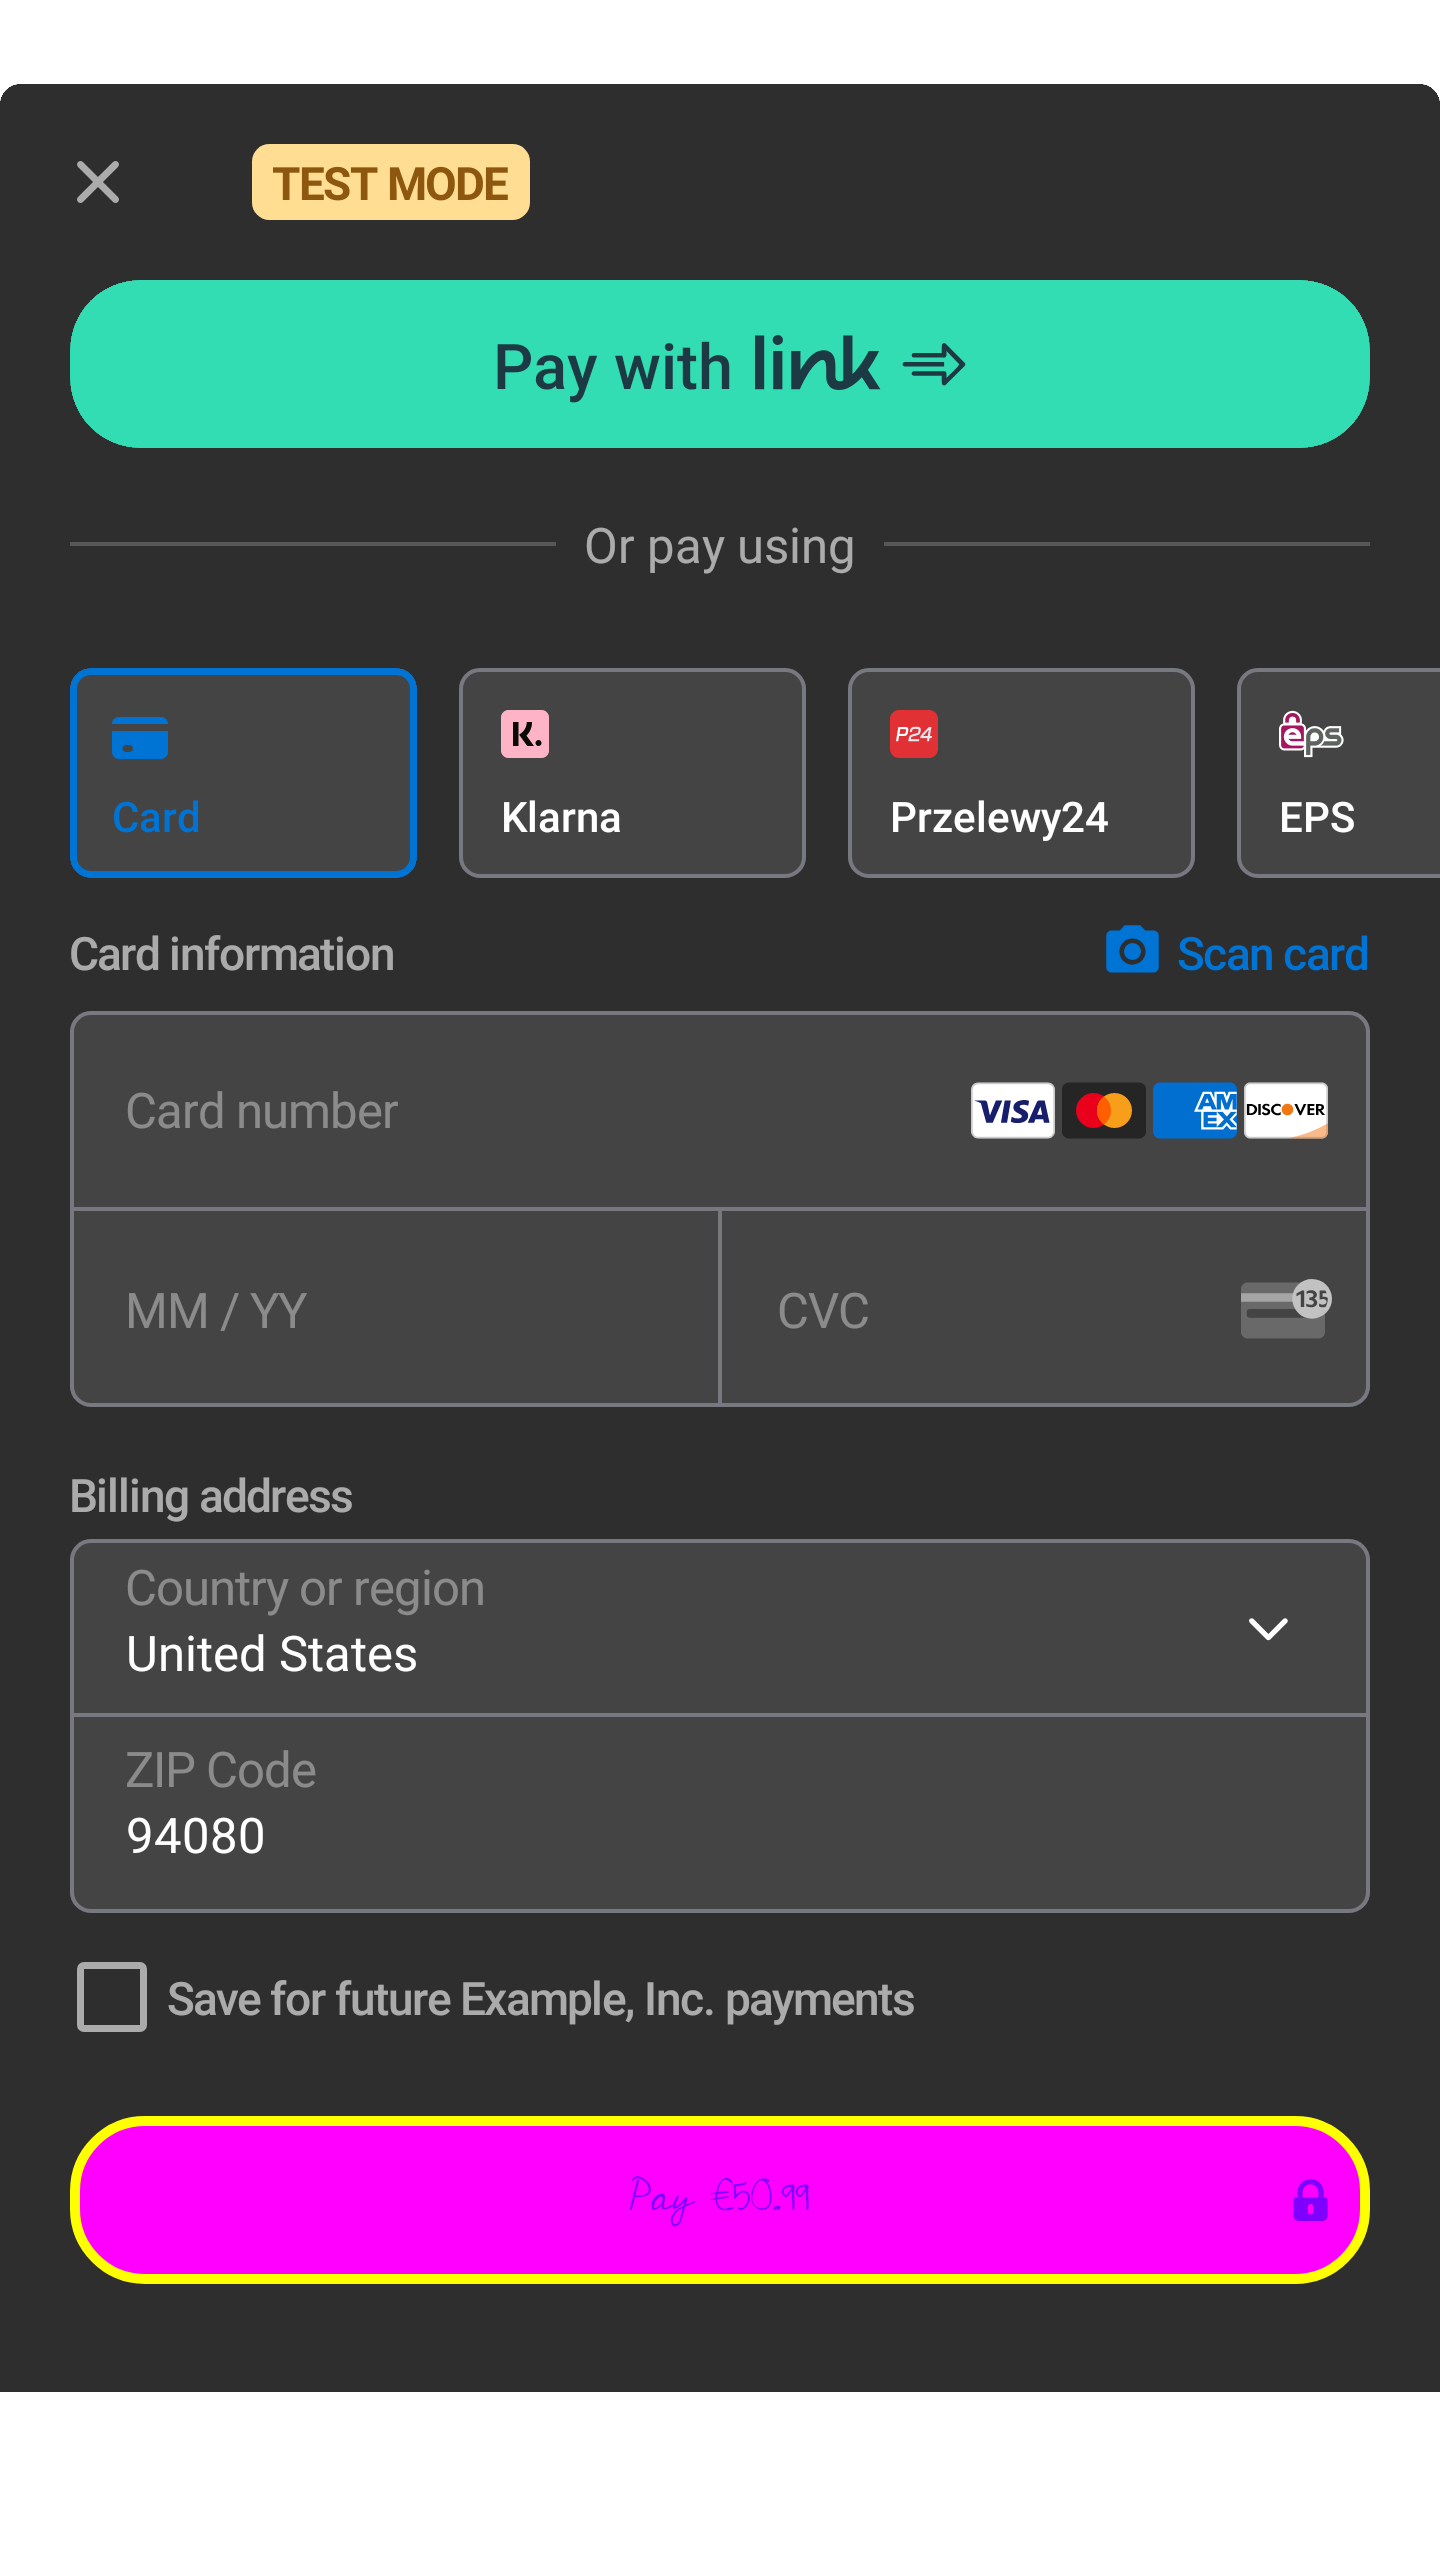 TEST MODE
Pay with link
Or pay using
K.
P24
eps
Card
Klarna
Przelewy24
EPS
Card information
Scan card
Card number
VISA
AM
EX
DISCOVER
MM / YY
CVC
135
Billing address
Country or region
United States
ZIP Code
94080
Save for future Example, Inc. payments
Pay €50.99